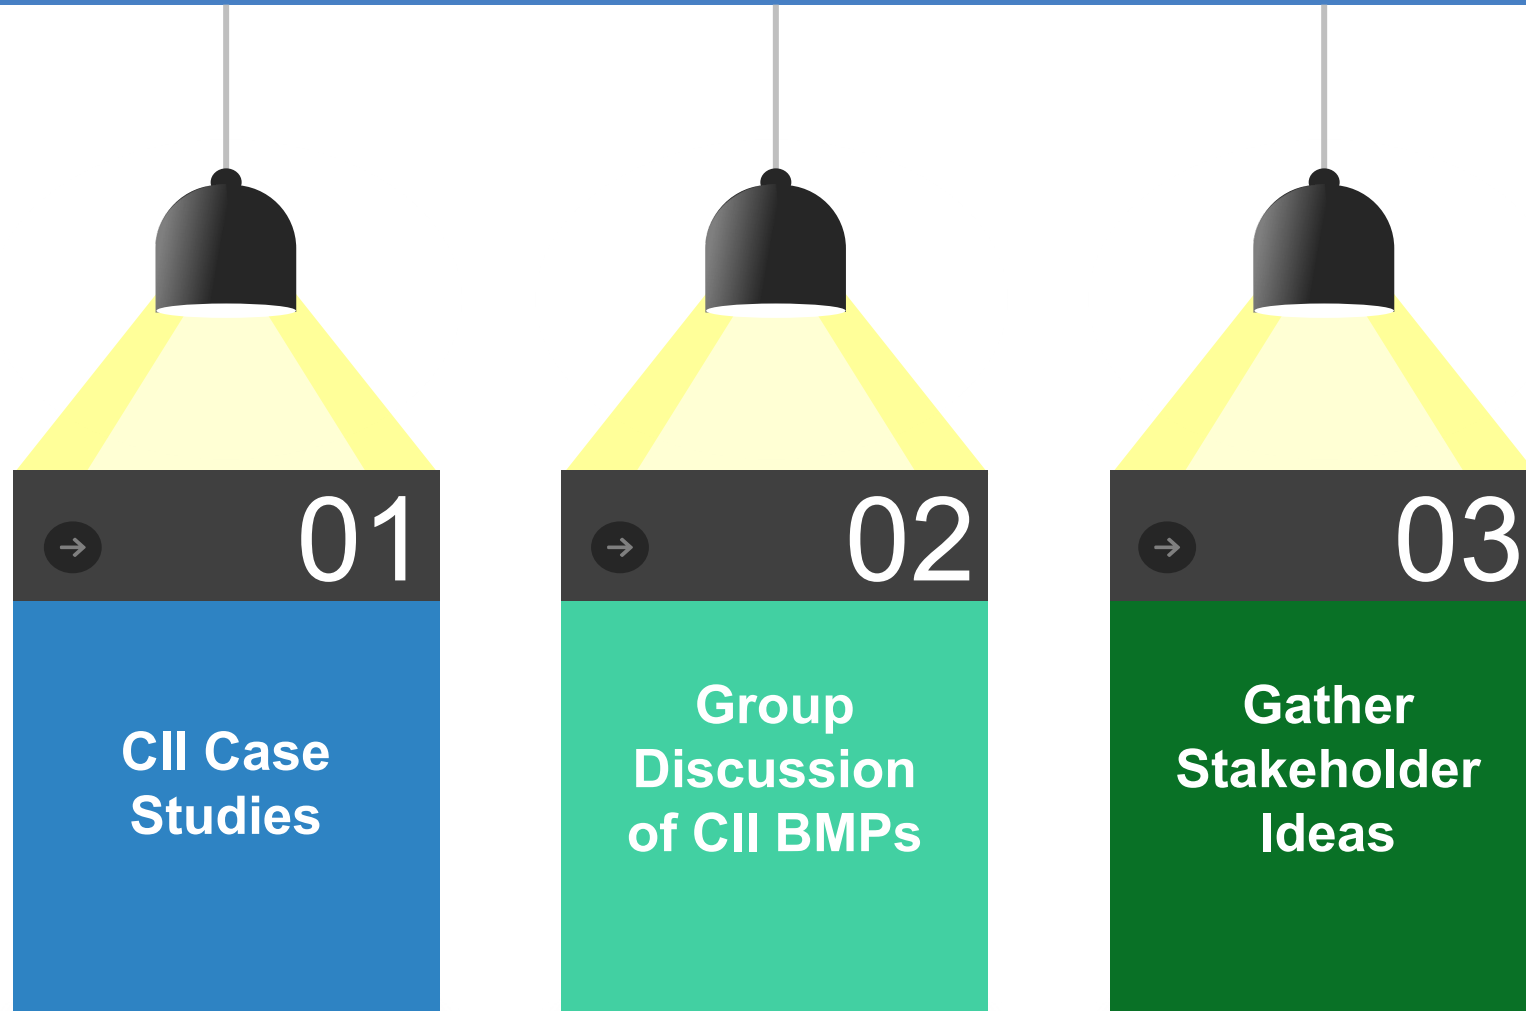 01
CII Case
Studies
02
Group
Discussion
of CII BMPs
03
Gather
Stakeholder
Ideas